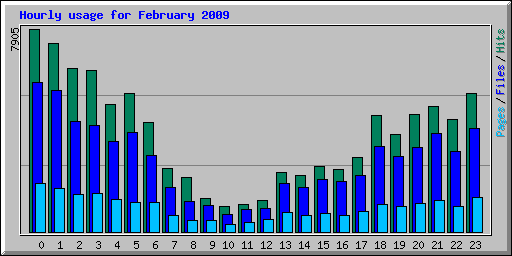 Hourly usage for February 2009
7905
Pages/Files/Hits
0 1 2 3 4 5 6 7 8 9 10 11 12 13 14 15 16 17 18 19 20 21 22 23